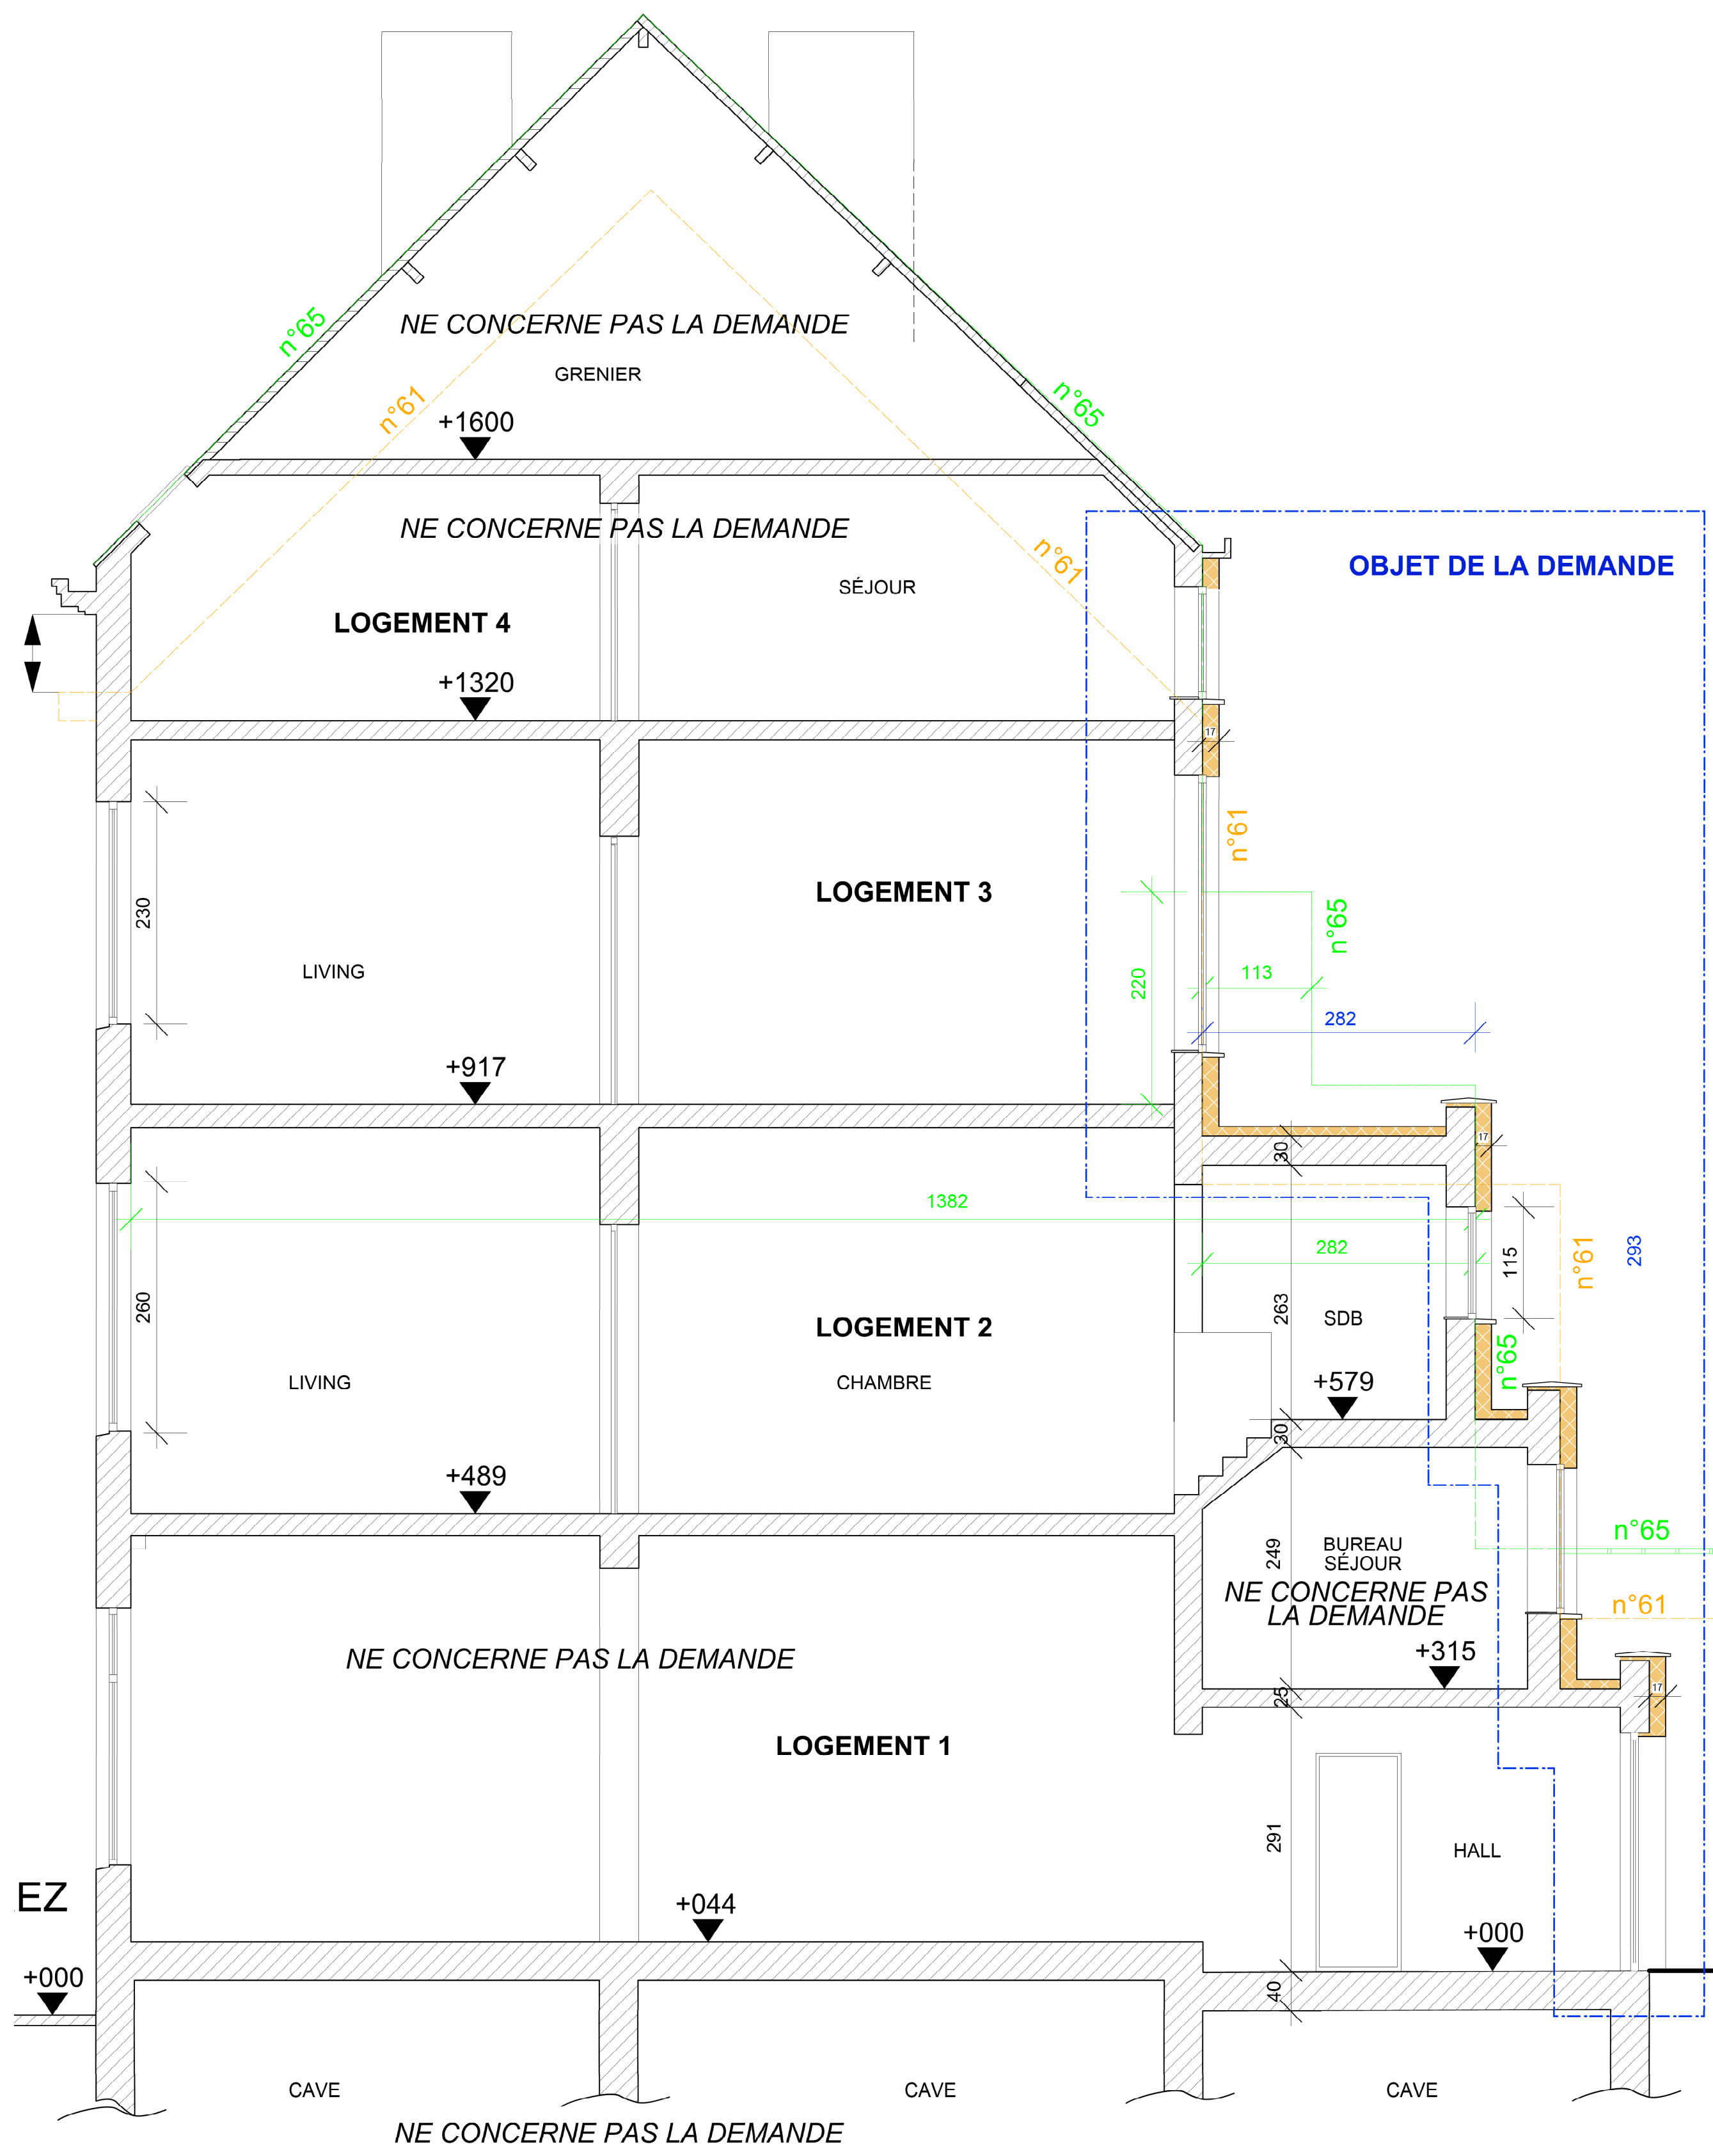 n°65
NE CONCERNE PAS LA DEMANDE
GRENIER
n°61
n°65
+1600
NE CONCERNE PAS LA DEMANDE
n°61
OBJET DE LA DEMANDE
SÉJOUR
LOGEMENT 4
+1320
17
n°61
LOGEMENT 3
230
n°65
LIVING
220
113
282
+917
17
30
1382
n°61
293
282
115
260
263
SDB
LOGEMENT 2
n°65
LIVING
CHAMBRE
+579
30
+489
n°65
249
BUREAU
SÉJOUR
NE CONCERNE PAS
LA DEMANDE
n°61
NE CONCERNE PAS LA DEMANDE
+315
25
17
LOGEMENT 1
291
HALL
EZ
+044
+000
+000
40
CAVE
CAVE
CAVE
NE CONCERNE PAS LA DEMANDE